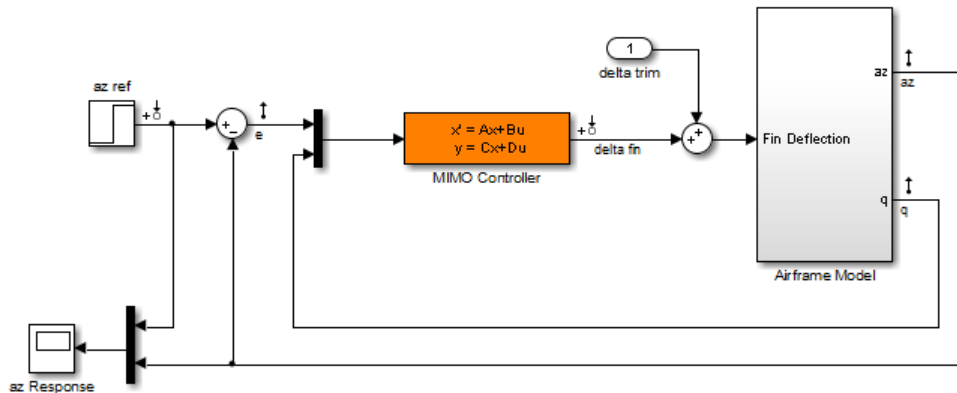 az ref
e
x' = Ax+Bu
y = Cx+Du
MIMO Controller
delta fin
1
delta trim
Fin Deflection
az
q
Airframe Model
az
q
az Response